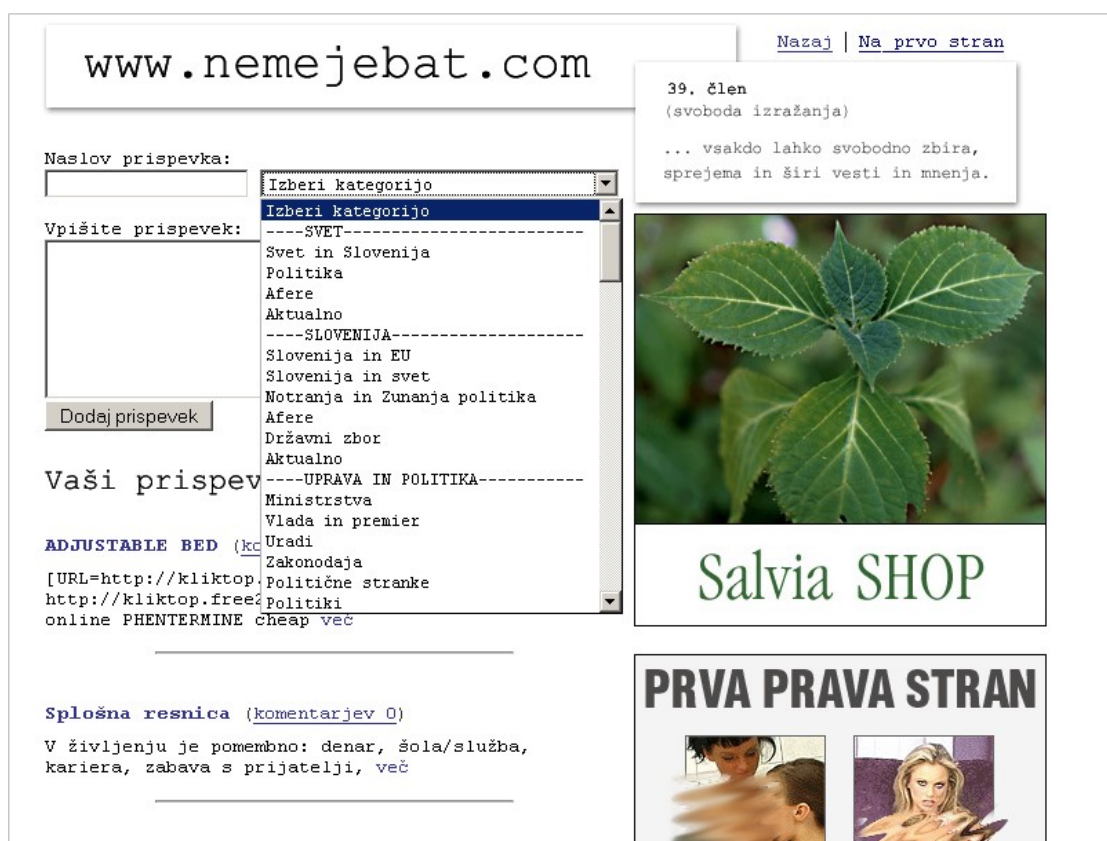 www.nemejebat.com
Nazaj | Na prvo stran
39. člen
(svoboda izražanja)
... vsakdo lahko svobodno zbira,
sprejema in širi vesti in mnenja.
Naslov prispevka:
Izberi kategorijo
Vpišite prispevek:
Izberi kategorijo
----SVET--------------------------
Svet in Slovenija
Politika
Afere
Aktualno
----SLOVENIJA---------------------
Slovenija in EU
Slovenija in svet
Notranja in Zunanja politika
Afere
Državni zbor
Aktualno
----UPRAVA IN POLITIKA-----------
Ministrstva
Vlada in premier
Uradi
Zakonodaja
Politične stranke
Politiki
Dodaj prispevek
Vaši prispev
ADJUSTABLE BED (
[URL=http://kliktop.
http://kliktop.free
online PHENTERMINE cheap več
Splošna resnica (komentarjev 0)
V življenju je pomembno: denar, šola/služba,
kariera, zabava s prijatelji, več
Salvia SHOP
PRVA PRAVA STRAN